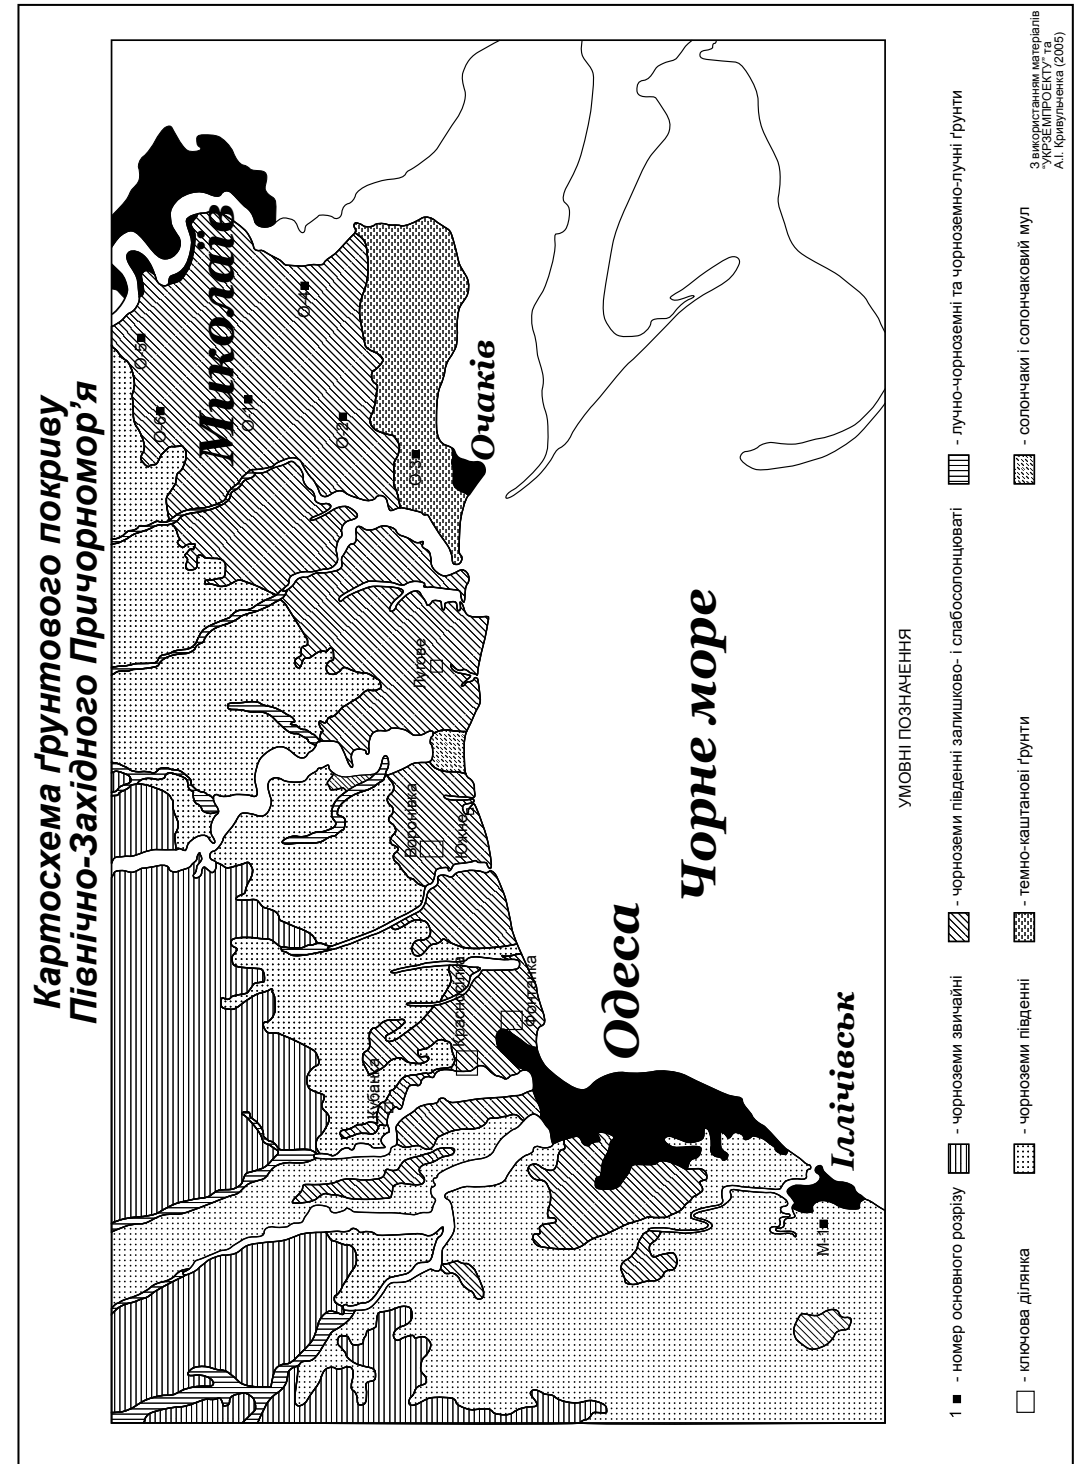 Картосхема ґрунтового покриву
Північно-Західного Причорномор’я
Миколаїв
О-5
О-6
О-1
О-4
О-2
О-3
Очаків
Лугове
Воронівка
Южне
Красносілка
Фонтанка
Кубанка
Чорне море
Одеса
Іллічівськ
М-1
УМОВНІ ПОЗНАЧЕННЯ
1 ■ - номер основного розрізу
- чорноземи звичайні
- чорноземи південні залишково- і слабосолонцюваті
- лучно-чорноземні та чорноземно-лучні ґрунти
- ключова ділянка
- чорноземи південні
- темно-каштанові ґрунти
- солончаки і солончаковий мул
З використанням матеріалів
"УКРЗЕМПРОЕКТУ" та
А.І. Кривульченка (2005)